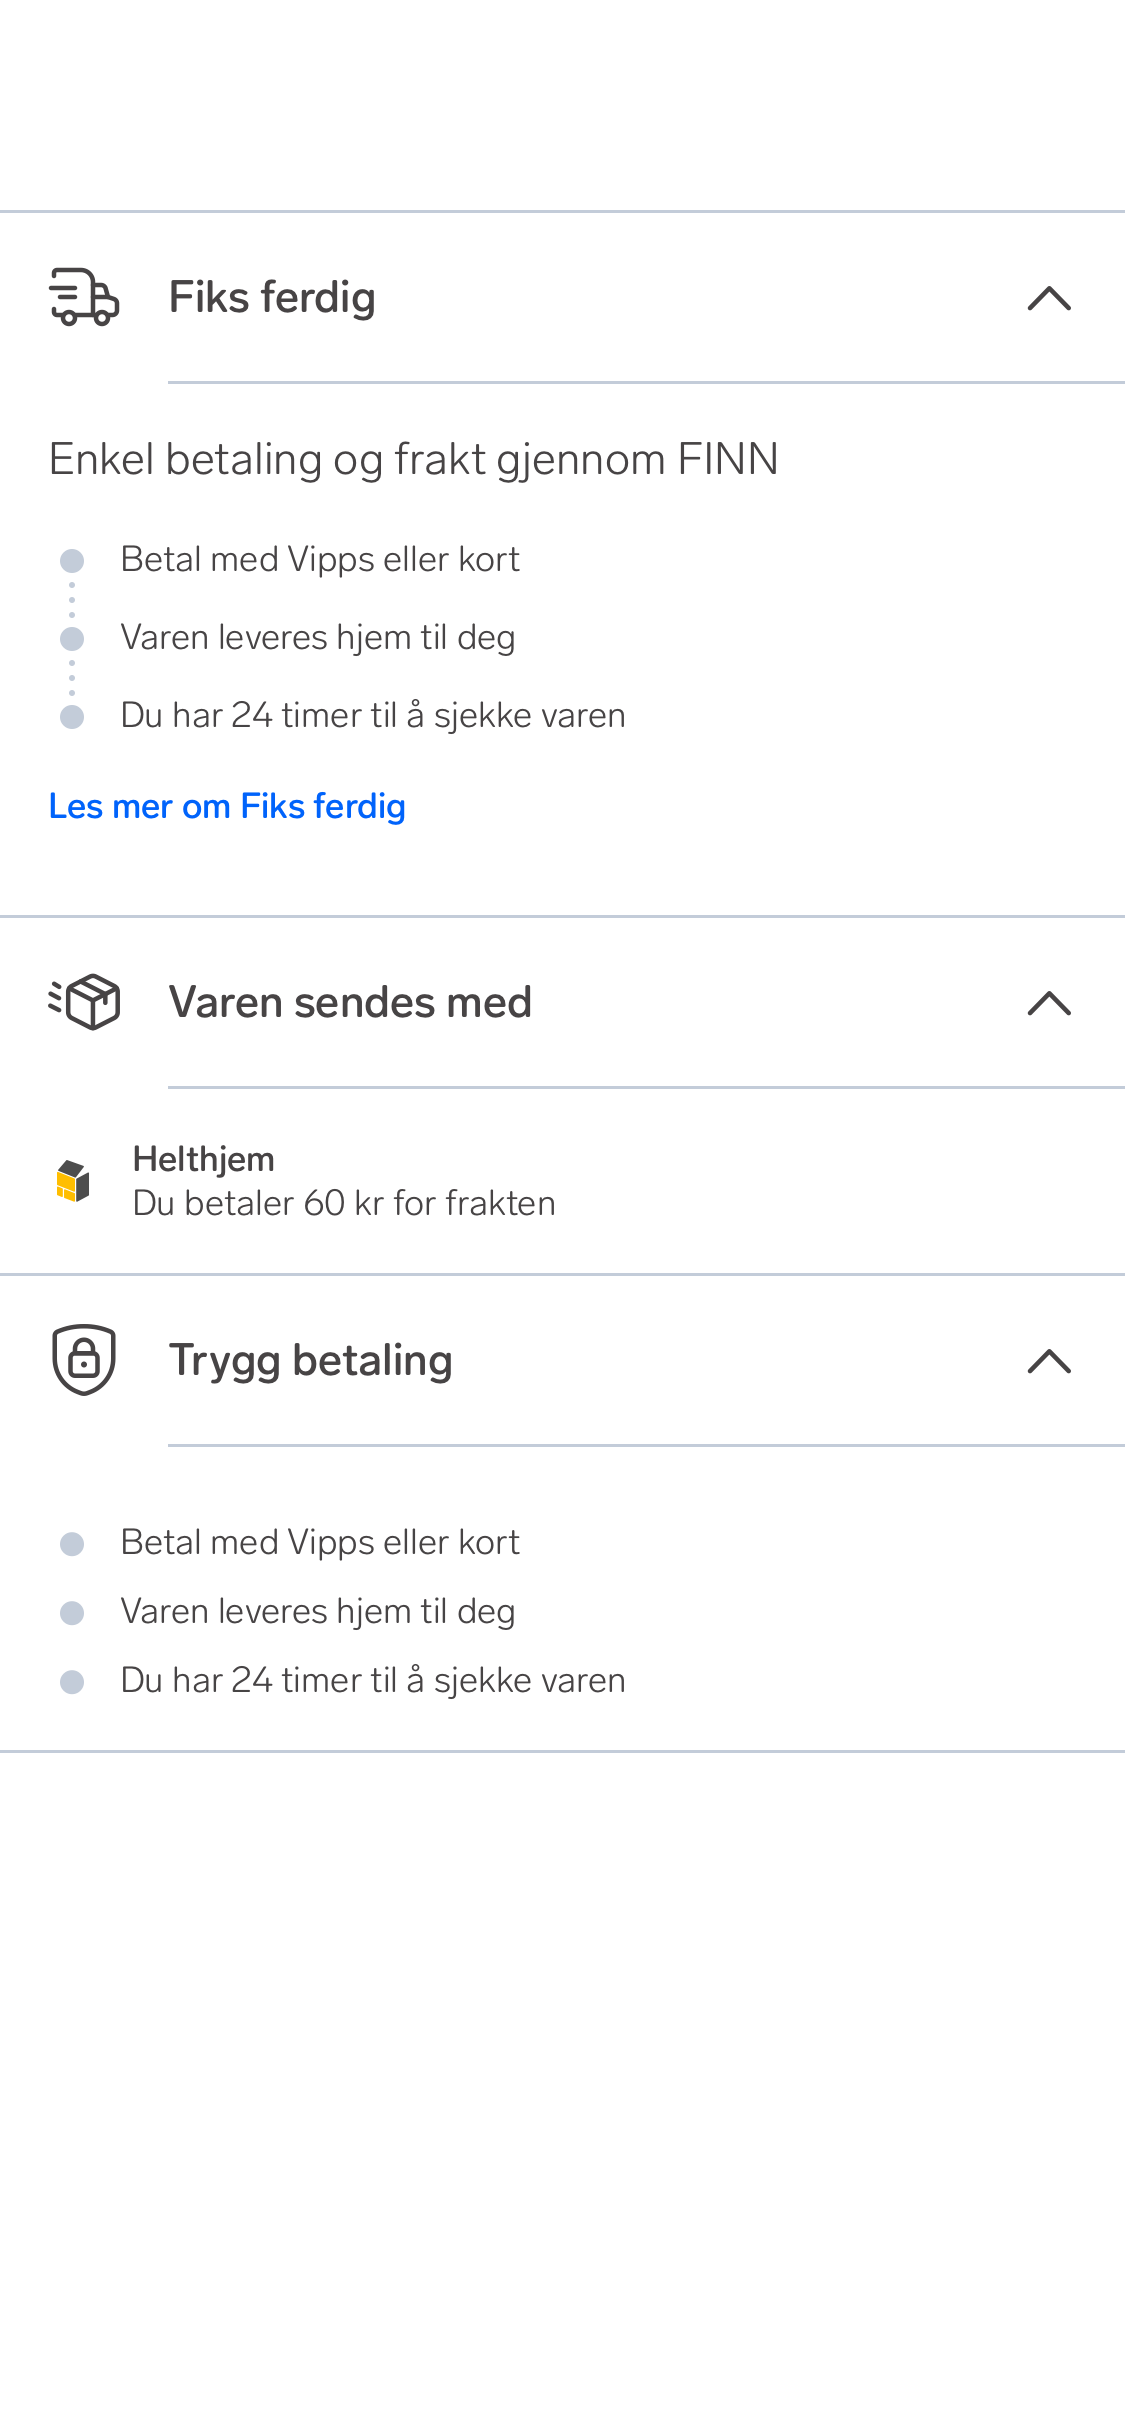 Fiks ferdig
Enkel betaling og frakt gjennom FINN
Betal med Vipps eller kort
Varen leveres hjem til deg
Du har 24 timer til å sjekke varen
Les mer om Fiks ferdig
Varen sendes med
Helthjem
Du betaler 60 kr for frakten
Trygg betaling
Betal med Vipps eller kort
Varen leveres hjem til deg
Du har 24 timer til å sjekke varen